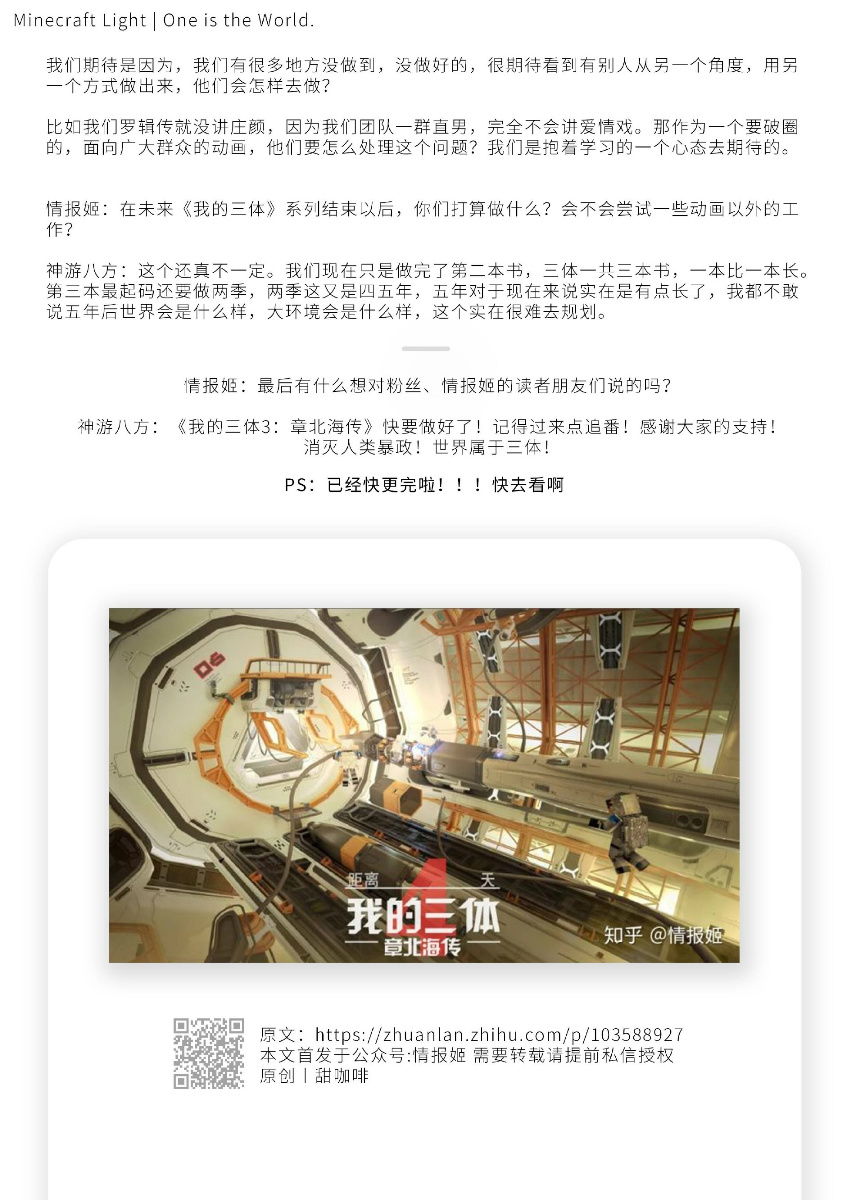 Minecraft Light | One is the World.
我们期待是因为，我们有很多地方没做到，没做好的，很期待看到有别人从另一个角度，用另
一个方式做出来，他们会怎样去做？
比如我们罗辑传就没讲庄颜，因为我们团队一群直男，完全不会讲爱情戏。那作为一个要破圈
的，面向广大群众的动画，他们要怎么处理这个问题？我们是抱着学习的一个心态去期待的。
情报姬：在未来《我的三体》系列结束以后，你们打算做什么？会不会尝试一些动画以外的工
作？
神游八方：这个还真不一定。我们现在只是做完了第二本书，三体一共三本书，一本比一本长。
第三本最起码还要做两季，两季这又是四五年，五年对于现在来说实在是有点长了，我都不敢
说五年后世界会是什么样，大环境会是什么样，这个实在很难去规划。
情报姬：最后有什么想对粉丝、情报姬的读者朋友们说的吗？
神游八方：《我的三体3：章北海传》快要做好了！记得过来点追番！感谢大家的支持！
消灭人类暴政！世界属于三体！
PS：已经快更完啦！！！快去看啊
06
距离 4 天
我的三体
章北海传
知乎 @情报姬
原文：https://zhuanlan.zhihu.com/p/103588927
本文首发于公众号:情报姬 需要转载请提前私信授权
原创丨甜咖啡